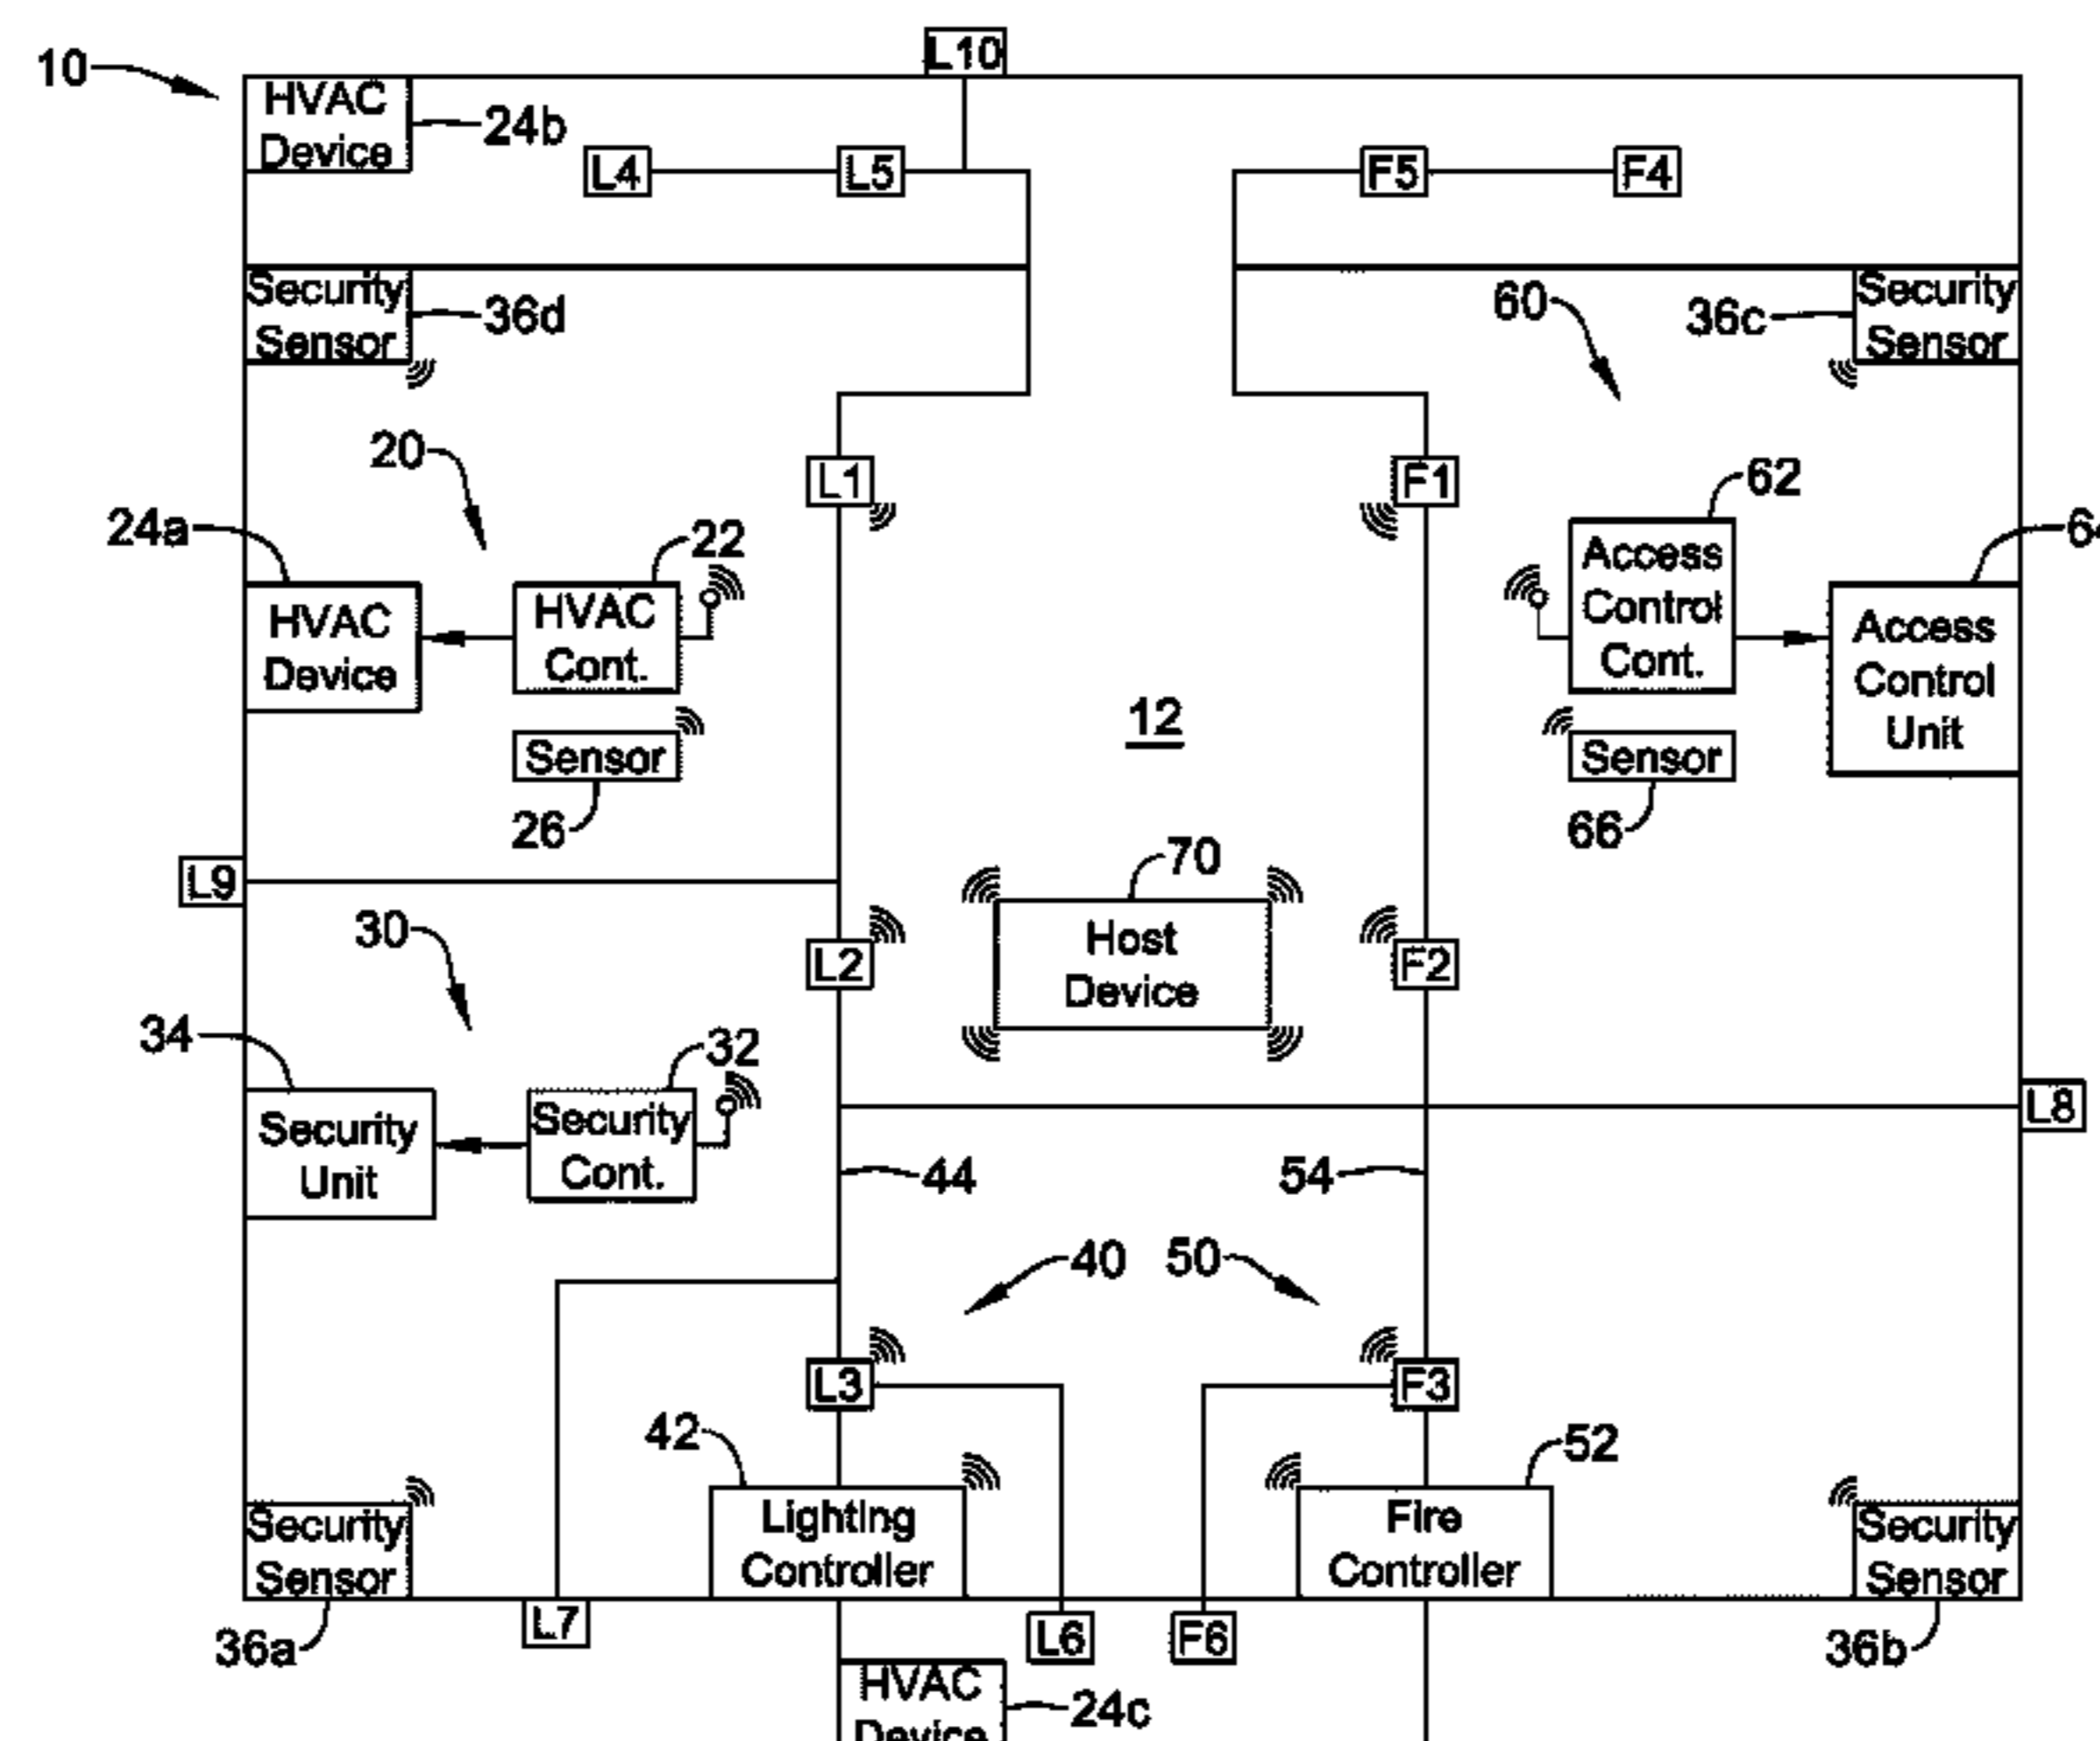 L10
10
HVAC
Device
24b
L4
L5
F5
F4
Security
Sensor
36d
60
36c
Security
Sensor
20
L1
F1
62
24a
22
HVAC
Device
HVAC
Cont.
Access
Control
Cont.
Access
Control
Unit
12
Sensor
26
Sensor
66
L9
70
30
L2
Host
Device
F2
34
32
Security
Unit
Security
Cont.
L8
44
54
40
50
L3
F3
42
52
Security
Sensor
Lighting
Controller
Fire
Controller
Security
Sensor
36a
L7
L6
F6
36b
HVAC
Device
24c